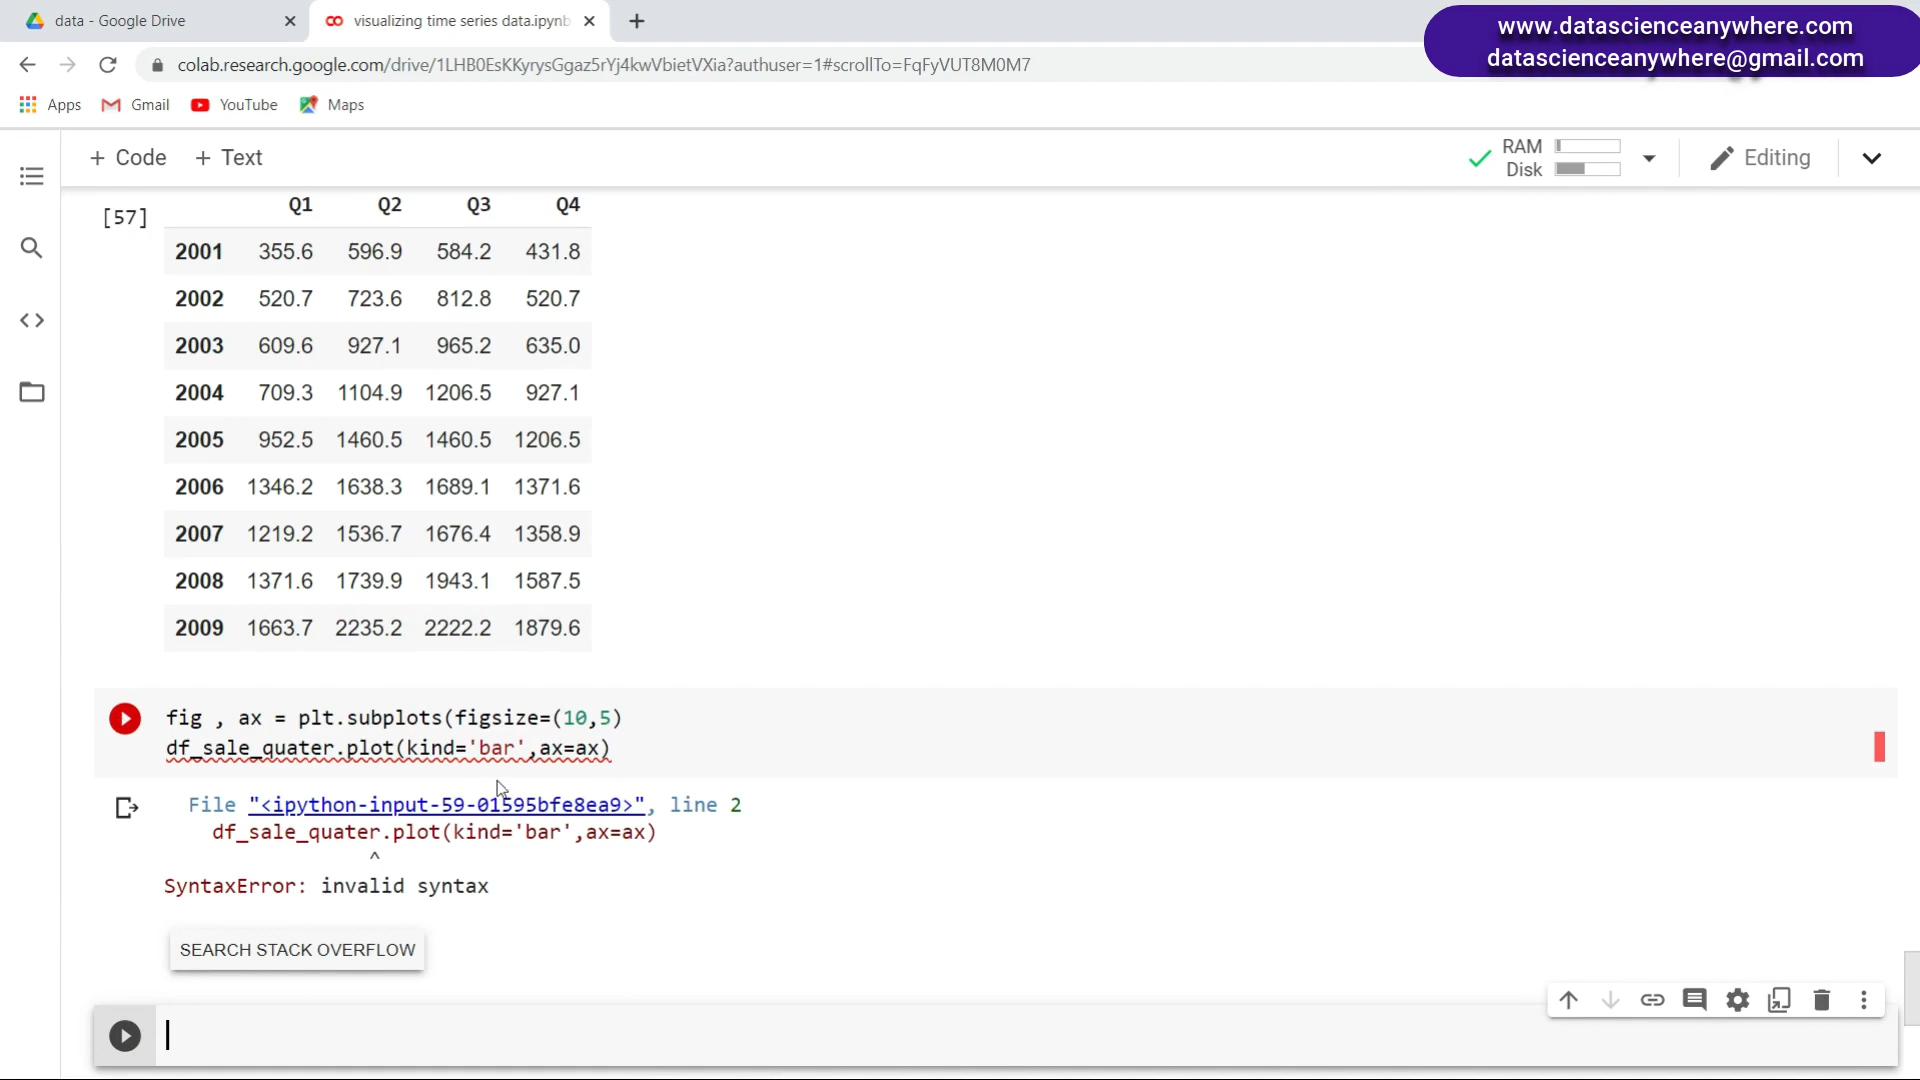 data - Google Drive
visualizing time series data.ipynb
www.datascienceanywhere.com
datascienceanywhere@gmail.com
colab.research.google.com/drive/1LHB0EsKKyrysGgaz5rYj4kwVbietVXia?authuser=1#scrollTo=FqFyVUT8M0M7
Apps Gmail YouTube Maps
+ Code + Text
RAM
Disk
Editing
[57]
Q1 Q2 Q3 Q4
2001 355.6 596.9 584.2 431.8
2002 520.7 723.6 812.8 520.7
2003 609.6 927.1 965.2 635.0
2004 709.3 1104.9 1206.5 927.1
2005 952.5 1460.5 1460.5 1206.5
2006 1346.2 1638.3 1689.1 1371.6
2007 1219.2 1536.7 1676.4 1358.9
2008 1371.6 1739.9 1943.1 1587.5
2009 1663.7 2235.2 2222.2 1879.6
fig , ax = plt.subplots(figsize=(10,5)
df_sale_quater.plot(kind='bar',ax=ax)
File "<ipython-input-59-01595bfe8ea9>", line 2
df_sale_quater.plot(kind='bar',ax=ax)
^
SyntaxError: invalid syntax
SEARCH STACK OVERFLOW